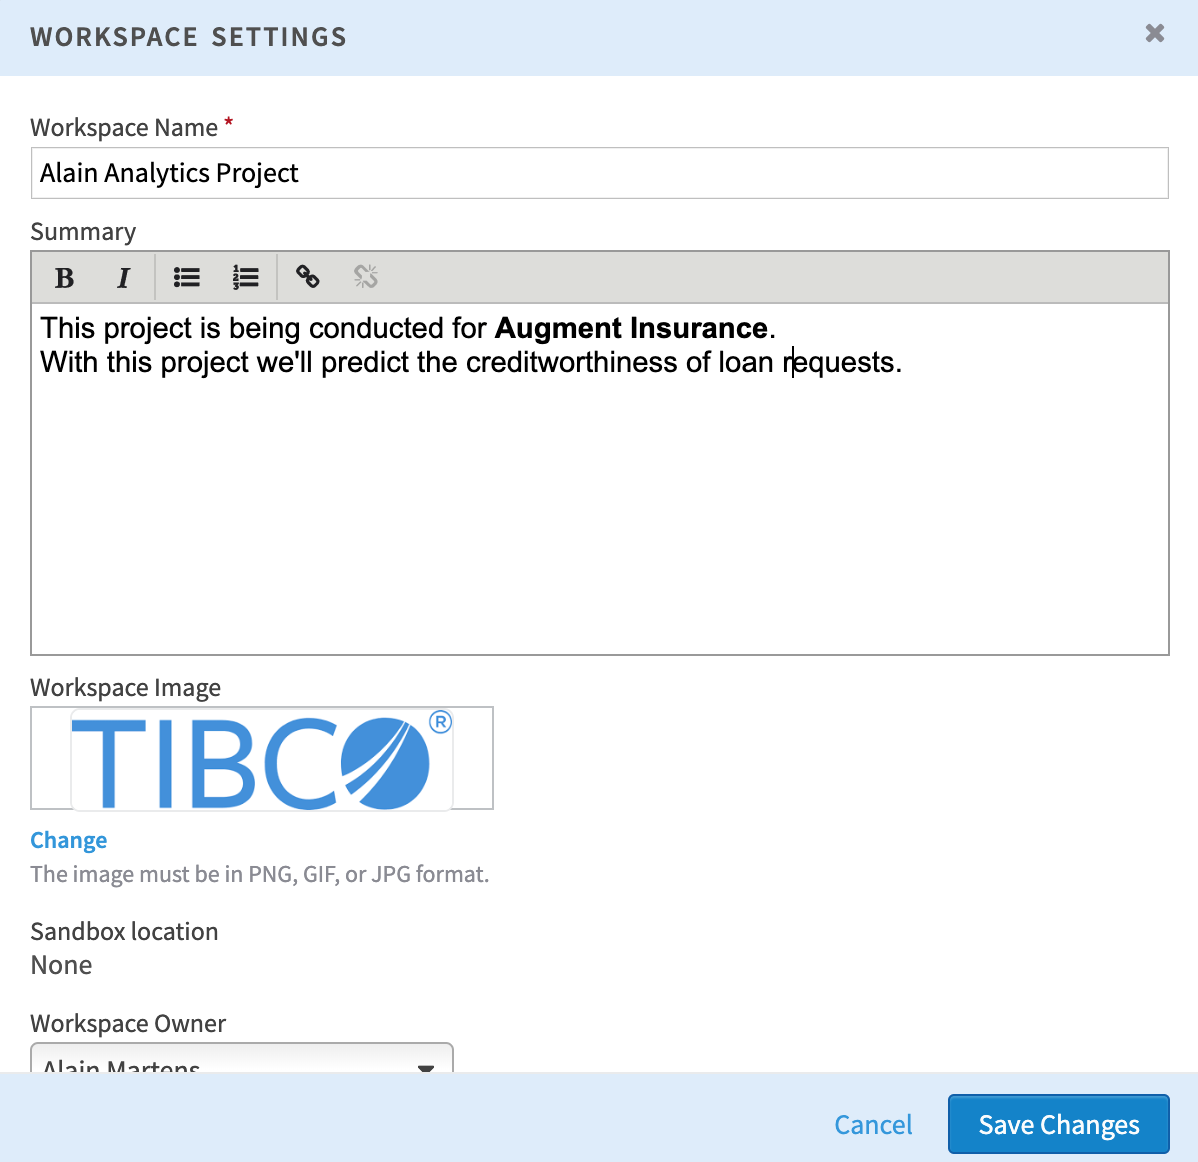 WORKSPACE SETTINGS
Workspace Name *
Alain Analytics Project
Summary
B I
This project is being conducted for Augment Insurance.
With this project we'll predict the creditworthiness of loan requests.
Workspace Image
TIBCO®
Change
The image must be in PNG, GIF, or JPG format.
Sandbox location
None
Workspace Owner
Alain Martens
Cancel
Save Changes